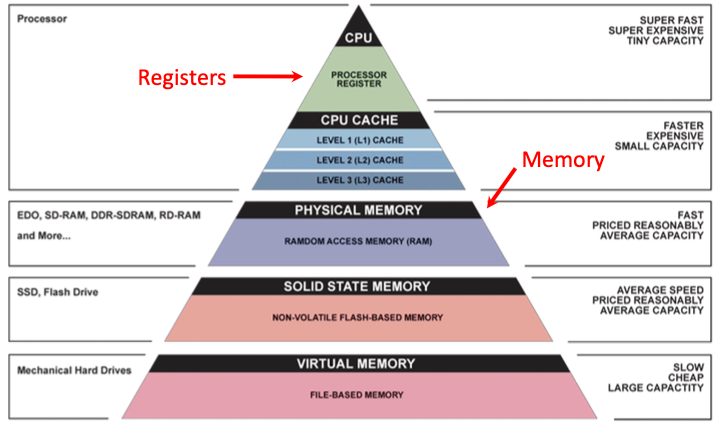 Processor
CPU
SUPER FAST
SUPER EXPENSIVE
TINY CAPACITY
Registers
PROCESSOR
REGISTER
CPU CACHE
LEVEL 1 (L1) CACHE
LEVEL 2 (L2) CACHE
LEVEL 3 (L3) CACHE
FASTER
EXPENSIVE
SMALL CAPACITY
Memory
EDO, SD-RAM, DDR-SDRAM, RD-RAM
and More...
PHYSICAL MEMORY
RAMDOM ACCESS MEMORY (RAM)
FAST
PRICED REASONABLY
AVERAGE CAPACITY
SSD, Flash Drive
SOLID STATE MEMORY
NON-VOLATILE FLASH-BASED MEMORY
AVERAGE SPEED
PRICED REASONABLY
AVERAGE CAPACITY
Mechanical Hard Drives
VIRTUAL MEMORY
FILE-BASED MEMORY
SLOW
CHEAP
LARGE CAPACTITY